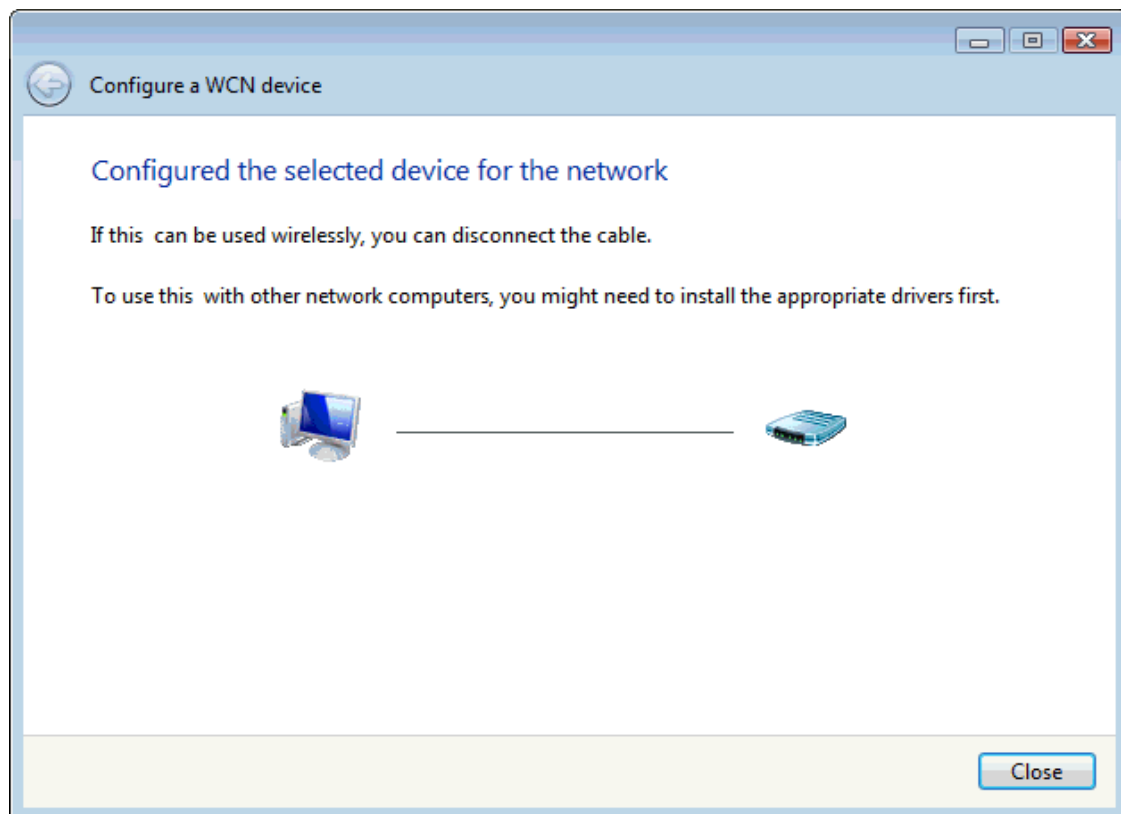 Configure a WCN device
Configured the selected device for the network
If this  can be used wirelessly, you can disconnect the cable.
To use this  with other network computers, you might need to install the appropriate drivers first.
Close